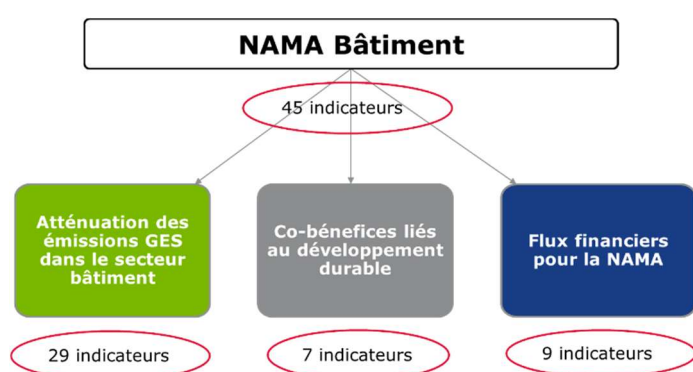 NAMA Bâtiment
45 indicateurs
Atténuation des
émissions GES
dans le secteur
bâtiment
Co-bénefices liés
au développement
durable
Flux financiers
pour la NAMA
29 indicateurs
7 indicateurs
9 indicateurs